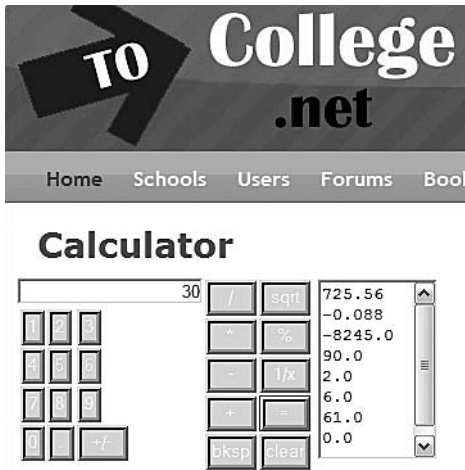 TO College
.net
Home Schools Users Forums Bool
Calculator
30
/ sqrt
* %
- 1/x
+ =
bksp clear
1 2 3
4 5 6
7 8 9
0 . +/-
725.56
-0.088
-8245.0
90.0
2.0
6.0
61.0
0.0